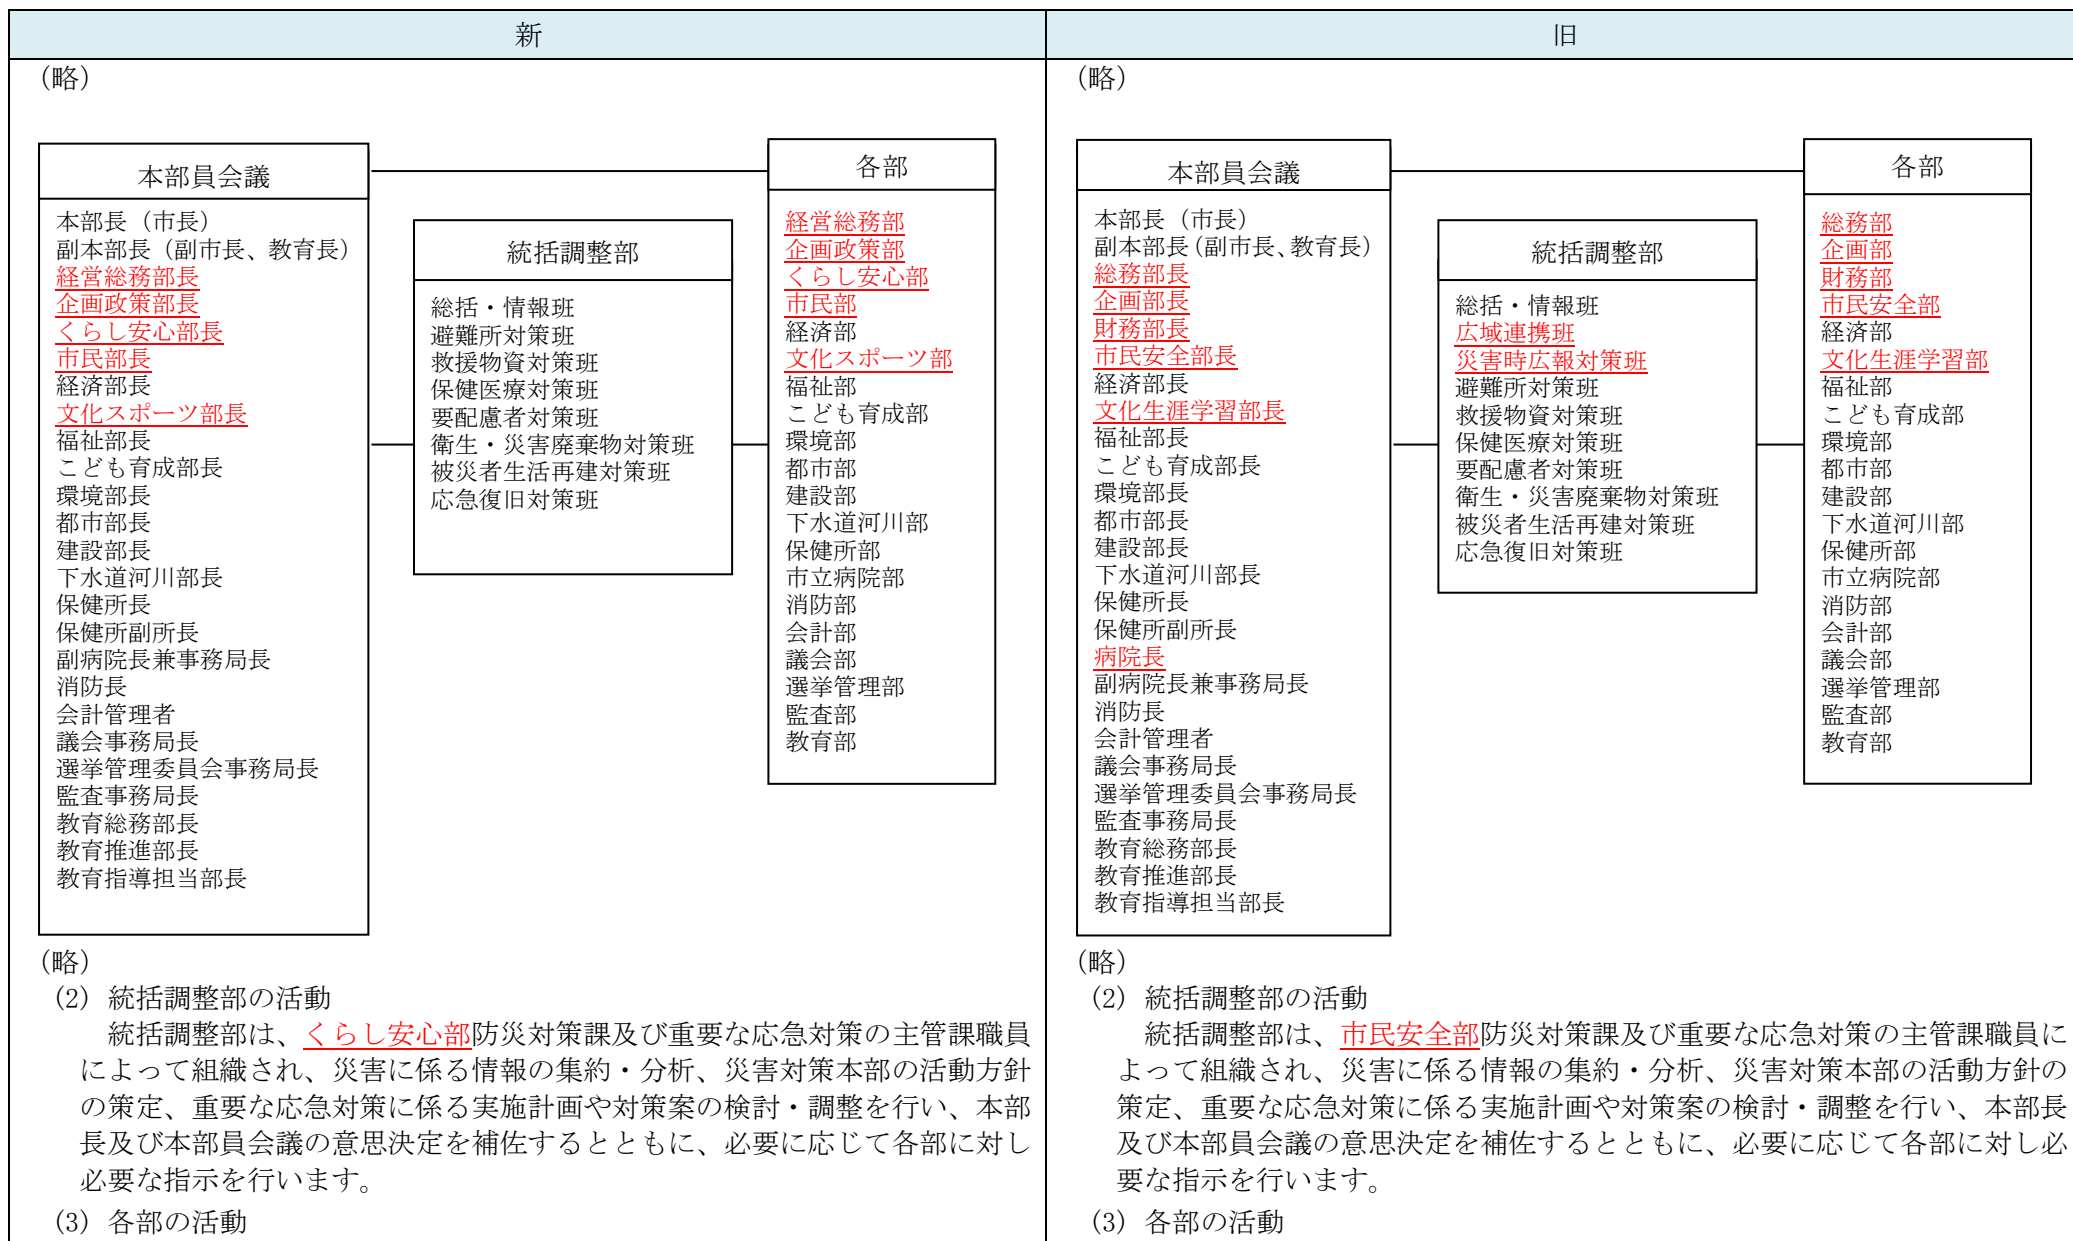 新
(略)
本部員会議
本部長（市長）
副本部長（副市長、教育長）
経営総務部長
企画政策部長
くらし安心部長
市民部長
経済部長
文化スポーツ部長
福祉部長
こども育成部長
環境部長
都市部長
建設部長
下水道河川部長
保健所長
保健所副所長
副病院長兼事務局長
消防長
会計管理者
議会事務局長
選挙管理委員会事務局長
監査事務局長
教育総務部長
教育推進部長
教育指導担当部長
統括調整部
総括・情報班
避難所対策班
救援物資対策班
保健医療対策班
要配慮者対策班
衛生・災害廃棄物対策班
被災者生活再建対策班
応急復旧対策班
各部
経営総務部
企画政策部
くらし安心部
市民部
経済部
文化スポーツ部
福祉部
こども育成部
環境部
都市部
建設部
下水道河川部
保健所部
市立病院部
消防部
会計部
議会部
選挙管理部
監査部
教育部
(略)
(2) 統括調整部の活動
統括調整部は、くらし安心部防災対策課及び重要な応急対策の主管課職員
によって組織され、災害に係る情報の集約・分析、災害対策本部の活動方針
の策定、重要な応急対策に係る実施計画や対策案の検討・調整を行い、本部
長及び本部員会議の意思決定を補佐するとともに、必要に応じて各部に対し
必要な指示を行います。
(3) 各部の活動
旧
(略)
本部員会議
本部長（市長）
副本部長（副市長、教育長）
総務部長
企画部長
財務部長
市民安全部長
経済部長
文化生涯学習部長
福祉部長
こども育成部長
環境部長
都市部長
建設部長
下水道河川部長
保健所長
保健所副所長
病院長
副病院長兼事務局長
消防長
会計管理者
議会事務局長
選挙管理委員会事務局長
監査事務局長
教育総務部長
教育推進部長
教育指導担当部長
統括調整部
総括・情報班
広域連携班
災害時広報対策班
避難所対策班
救援物資対策班
保健医療対策班
要配慮者対策班
衛生・災害廃棄物対策班
被災者生活再建対策班
応急復旧対策班
各部
総務部
企画部
財務部
市民安全部
経済部
文化生涯学習部
福祉部
こども育成部
環境部
都市部
建設部
下水道河川部
保健所部
市立病院部
消防部
会計部
議会部
選挙管理部
監査部
教育部
(略)
(2) 統括調整部の活動
統括調整部は、市民安全部防災対策課及び重要な応急対策の主管課職員に
よって組織され、災害に係る情報の集約・分析、災害対策本部の活動方針の
策定、重要な応急対策に係る実施計画や対策案の検討・調整を行い、本部長
及び本部員会議の意思決定を補佐するとともに、必要に応じて各部に対し必
要な指示を行います。
(3) 各部の活動